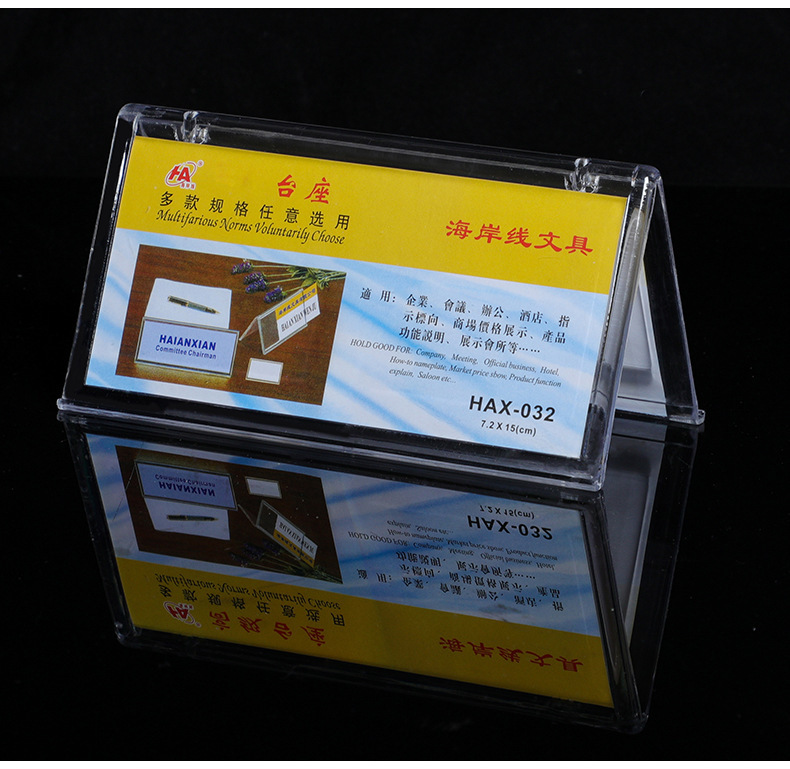 HA®
台座
多款规格任意选用
Multifarious Norms Voluntarily Choose
海岸线文具
適用：企業、會議、辦公、酒店、指
示標向、商場價格展示、產品
功能説明、展示會所等……
HOLD GOOD FOR: Company, Meeting, Official business, Hotel,
How-to nameplate, Market price show, Product function
explain, Saloon etc...
HAIANXIAN
Committee Chairman
HAIANXIAN WENJU
HAX-032
7.2 X 15(cm)